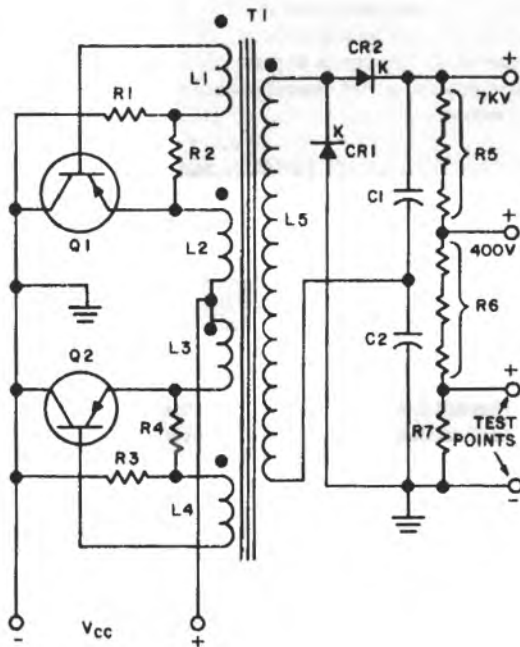 T1
CR2
K
+
7KV
L1
R1
R2
K
CR1
R5
C1
Q1
L2
L5
+
400V
L3
Q2
C2
R6
R4
+
TEST
POINTS
R7
R3
L4
-
-
Vcc
+